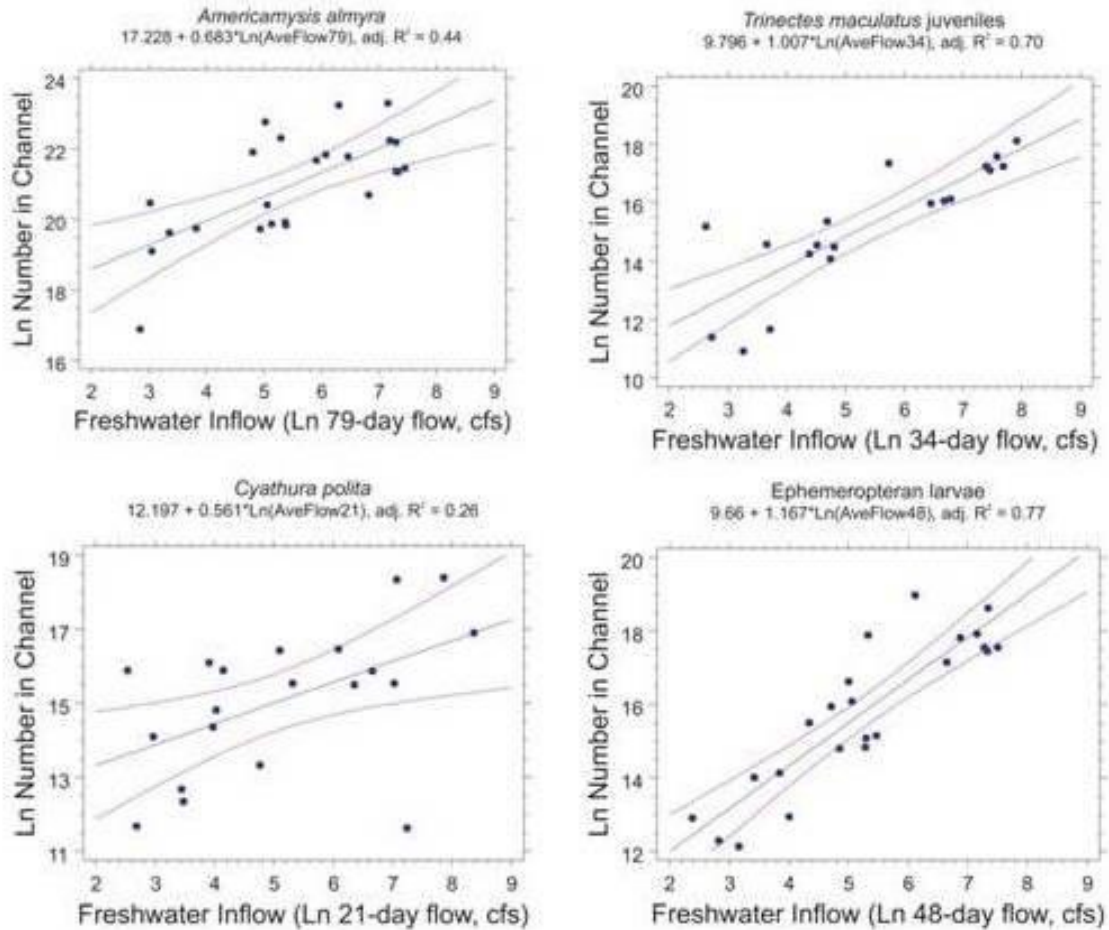 Americamysis almyra
17.228 + 0.683*Ln(AveFlow79), adj. R² = 0.44
24
22
20
18
16
Ln Number in Channel
2 3 4 5 6 7 8 9
Freshwater Inflow (Ln 79-day flow, cfs)
Trinectes maculatus juveniles
9.796 + 1.007*Ln(AveFlow34), adj. R² = 0.70
20
18
16
14
12
10
Ln Number in Channel
2 3 4 5 6 7 8 9
Freshwater Inflow (Ln 34-day flow, cfs)
Cyathura polita
12.197 + 0.561*Ln(AveFlow21), adj. R² = 0.26
19
17
15
13
11
Ln Number in Channel
2 3 4 5 6 7 8 9
Freshwater Inflow (Ln 21-day flow, cfs)
Ephemeropteran larvae
9.66 + 1.167*Ln(AveFlow48), adj. R² = 0.77
20
18
16
14
12
Ln Number in Channel
2 3 4 5 6 7 8 9
Freshwater Inflow (Ln 48-day flow, cfs)